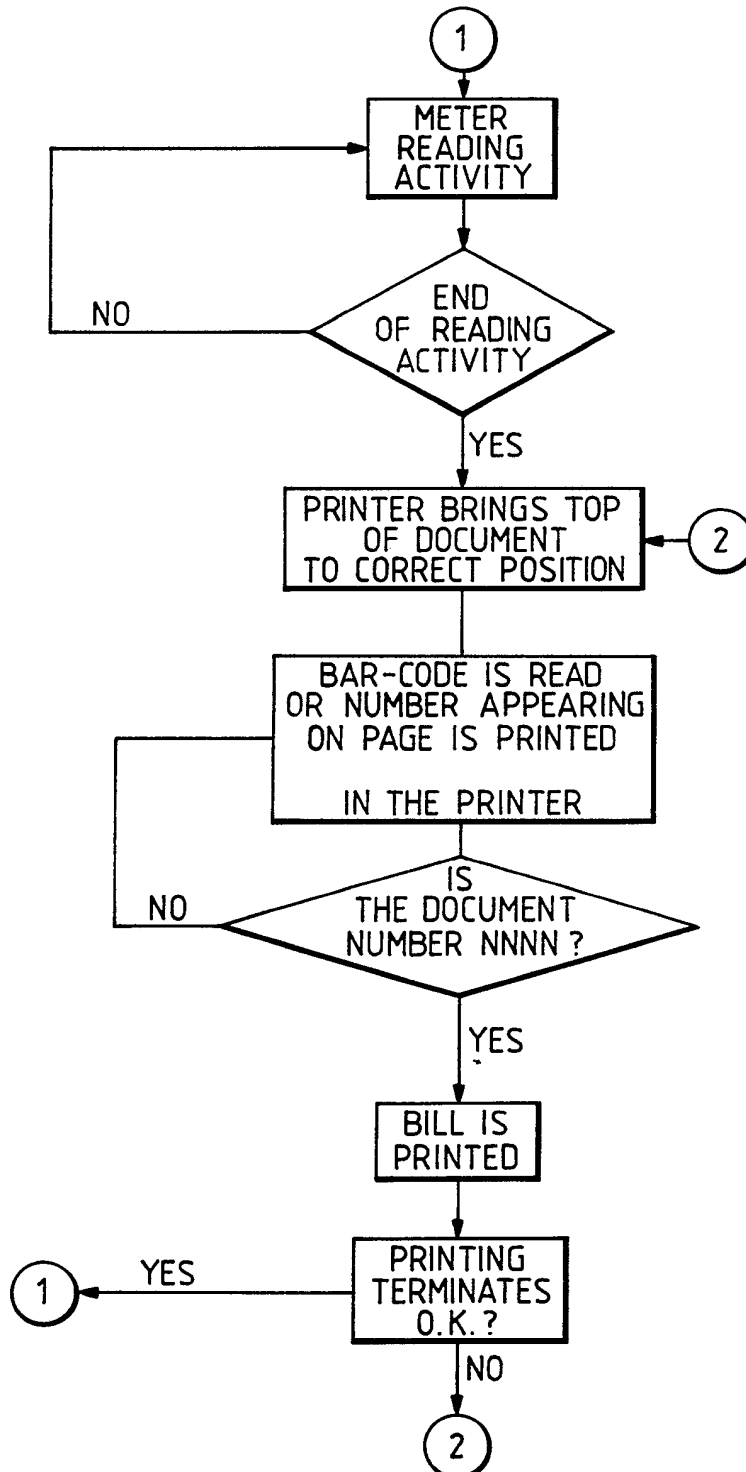 1
METER
READING
ACTIVITY
NO
END
OF READING
ACTIVITY
YES
PRINTER BRINGS TOP
OF DOCUMENT
TO CORRECT POSITION
2
BAR-CODE IS READ
OR NUMBER APPEARING
ON PAGE IS PRINTED
IN THE PRINTER
NO
IS
THE DOCUMENT
NUMBER NNNN ?
YES
BILL IS
PRINTED
1
YES
PRINTING
TERMINATES
O.K. ?
NO
2